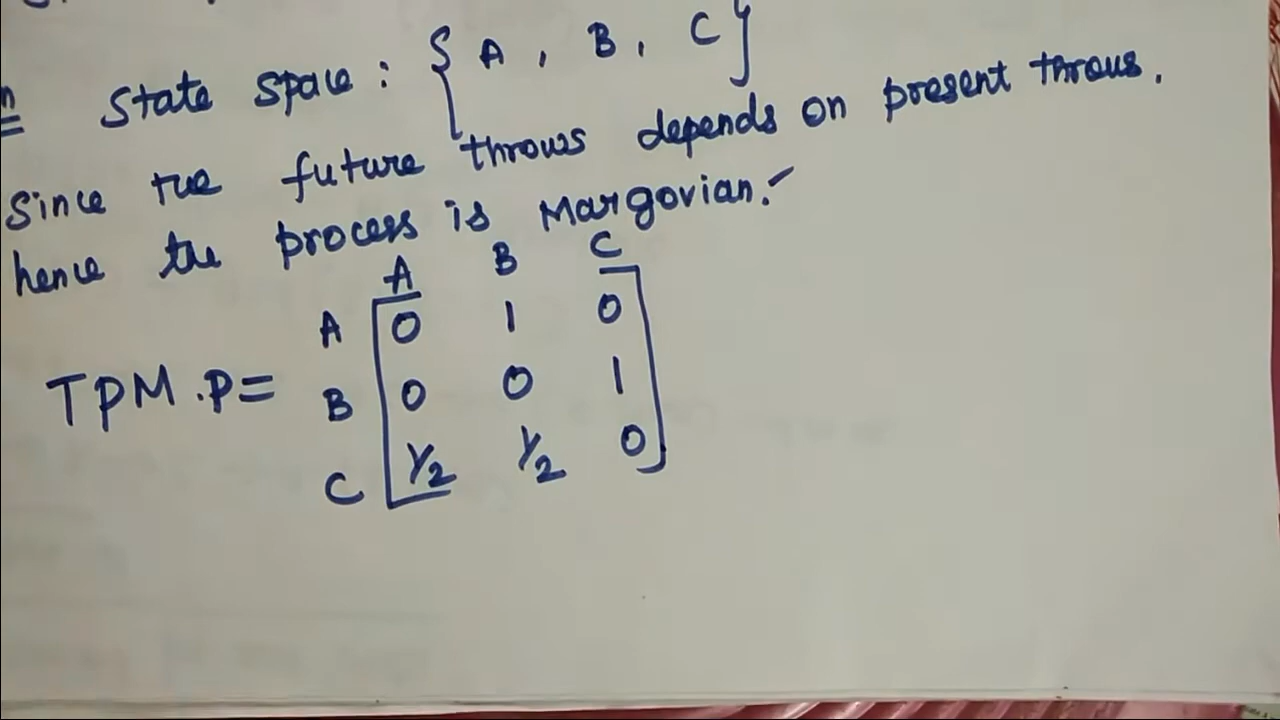 n State space : { A , B , C }
Since the future throws depends on present throws.
hence the process is Margovian.
A B C
A 0 1 0
TPM .P= B 0 0 1
C 1/2 1/2 0